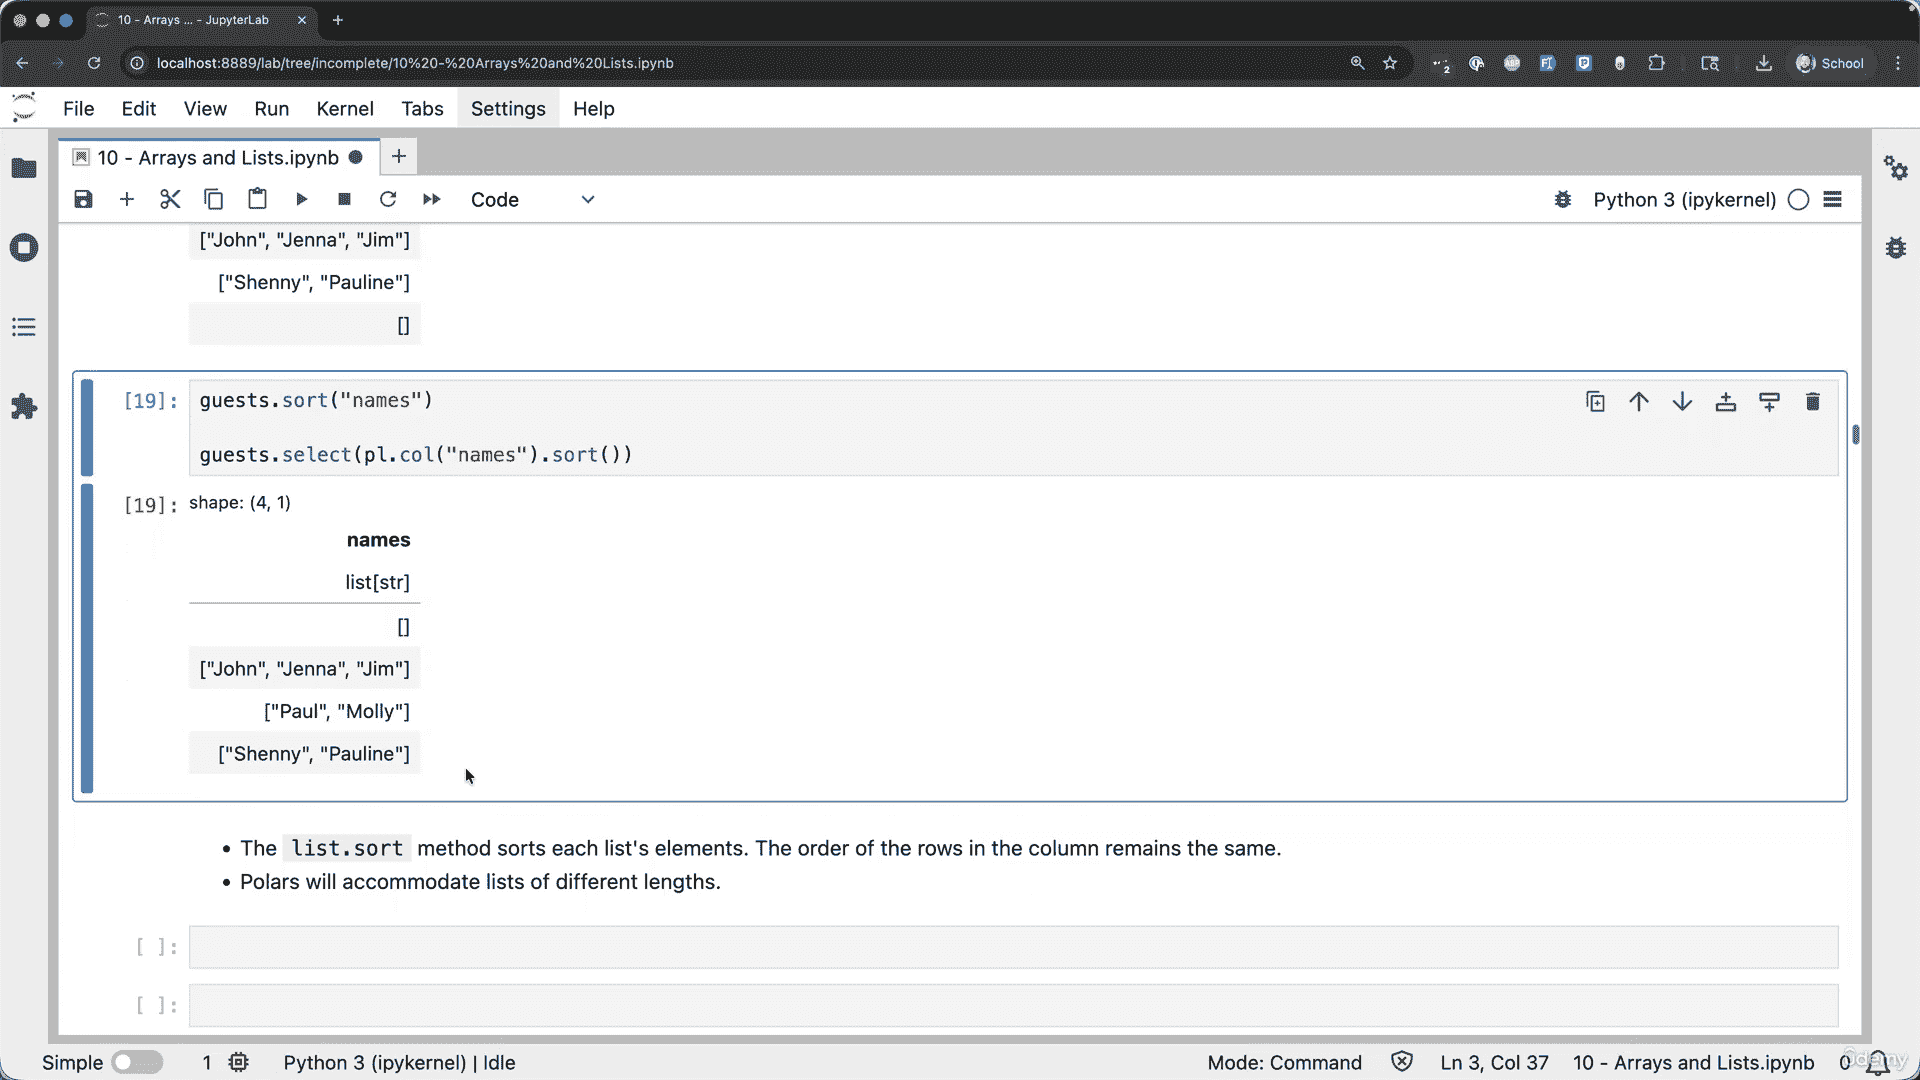 10 - Arrays ... - JupyterLab
localhost:8889/lab/tree/incomplete/10%20-%20Arrays%20and%20Lists.ipynb
2
ABP
School
File Edit View Run Kernel Tabs Settings Help
10 - Arrays and Lists.ipynb
Code
Python 3 (ipykernel)
["John", "Jenna", "Jim"]
["Shenny", "Pauline"]
[]
[19]: guests.sort("names")
guests.select(pl.col("names").sort())
[19]: shape: (4, 1)
names
list[str]
[]
["John", "Jenna", "Jim"]
["Paul", "Molly"]
["Shenny", "Pauline"]
• The list.sort method sorts each list's elements. The order of the rows in the column remains the same.
• Polars will accommodate lists of different lengths.
[ ]:
[ ]:
Simple 1 Python 3 (ipykernel) | Idle Mode: Command Ln 3, Col 37 10 - Arrays and Lists.ipynb 0